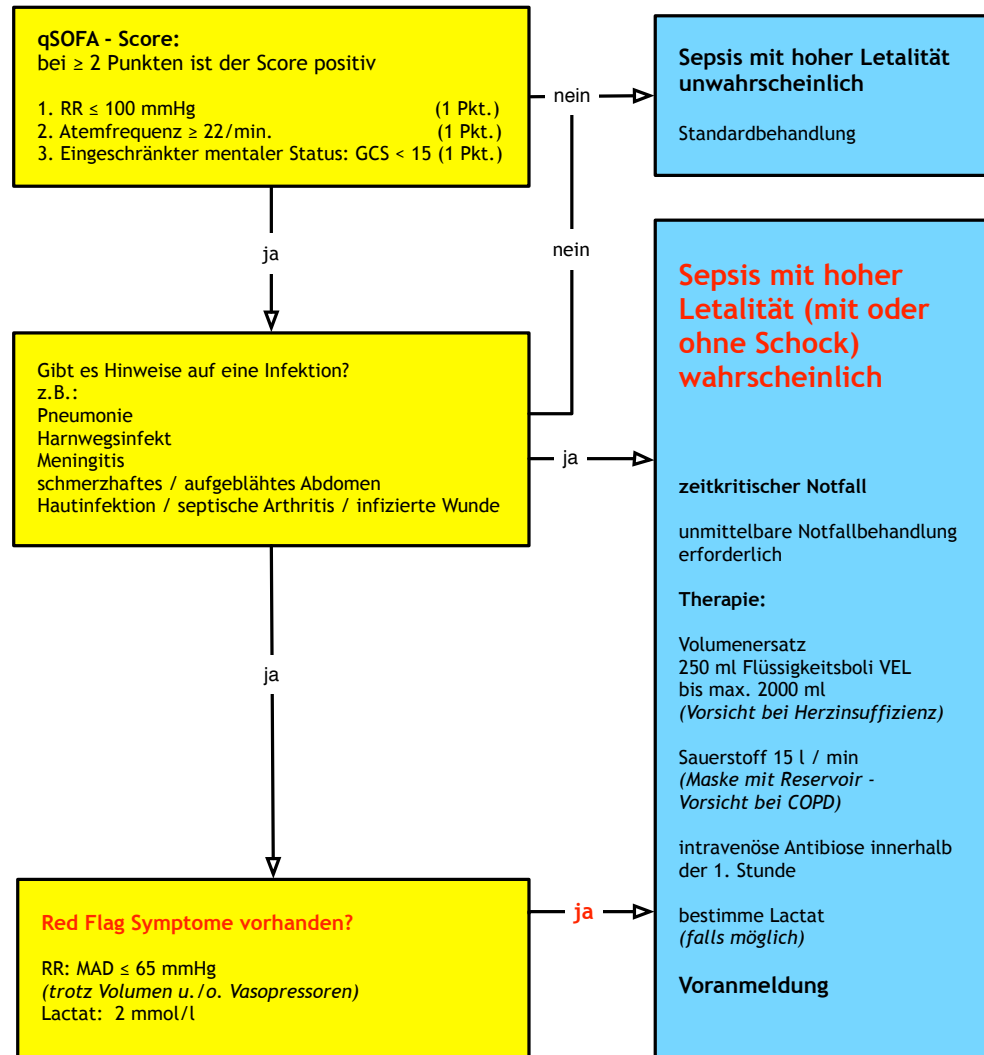 qSOFA - Score:
bei ≥ 2 Punkten ist der Score positiv
1. RR ≤ 100 mmHg (1 Pkt.)
2. Atemfrequenz ≥ 22/min. (1 Pkt.)
3. Eingeschränkter mentaler Status: GCS < 15 (1 Pkt.)
nein
Sepsis mit hoher Letalität
unwahrscheinlich
Standardbehandlung
ja
nein
Gibt es Hinweise auf eine Infektion?
z.B.:
Pneumonie
Harnwegsinfekt
Meningitis
schmerzhaftes / aufgeblähtes Abdomen
Hautinfektion / septische Arthritis / infizierte Wunde
ja
ja
Red Flag Symptome vorhanden?
RR: MAD ≤ 65 mmHg
(trotz Volumen u./o. Vasopressoren)
Lactat: 2 mmol/l
ja
Sepsis mit hoher
Letalität (mit oder
ohne Schock)
wahrscheinlich
zeitkritischer Notfall
unmittelbare Notfallbehandlung
erforderlich
Therapie:
Volumenersatz
250 ml Flüssigkeitsboli VEL
bis max. 2000 ml
(Vorsicht bei Herzinsuffizienz)
Sauerstoff 15 l / min
(Maske mit Reservoir -
Vorsicht bei COPD)
intravenöse Antibiose innerhalb
der 1. Stunde
bestimme Lactat
(falls möglich)
Voranmeldung